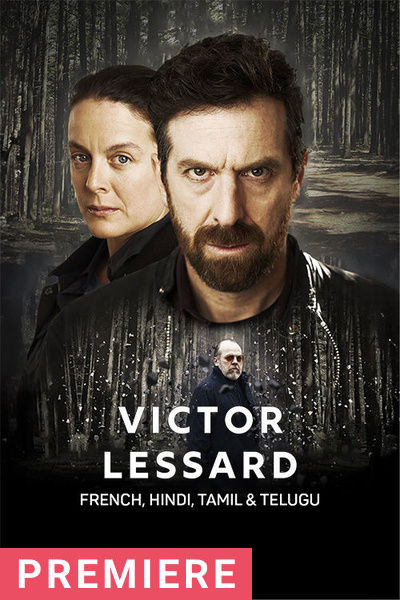 VICTOR
LESSARD
FRENCH, HINDI, TAMIL & TELUGU
PREMIERE